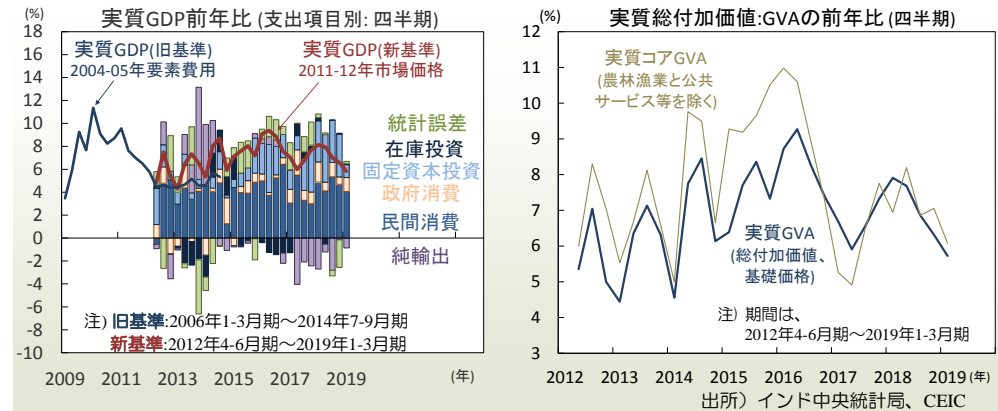 実質GDP前年比 (支出項目別: 四半期)
(%)
18
16
14
12
10
8
6
4
2
0
-2
-4
-6
-8
-10
実質GDP(旧基準)
2004-05年要素費用
実質GDP(新基準)
2011-12年市場価格
統計誤差
在庫投資
固定資本投資
政府消費
民間消費
純輸出
注) 旧基準:2006年1-3月期～2014年7-9月期
新基準:2012年4-6月期～2019年1-3月期
2009 2011 2013 2015 2017 2019 (年)
実質総付加価値:GVAの前年比 (四半期)
(%)
12
11
10
9
8
7
6
5
4
3
実質コアGVA
(農林漁業と公共
サービス等を除く)
実質GVA
(総付加価値、
基礎価格)
注) 期間は、
2012年4-6月期～2019年1-3月期
2012 2013 2014 2015 2016 2017 2018 2019 (年)
出所）インド中央統計局、CEIC